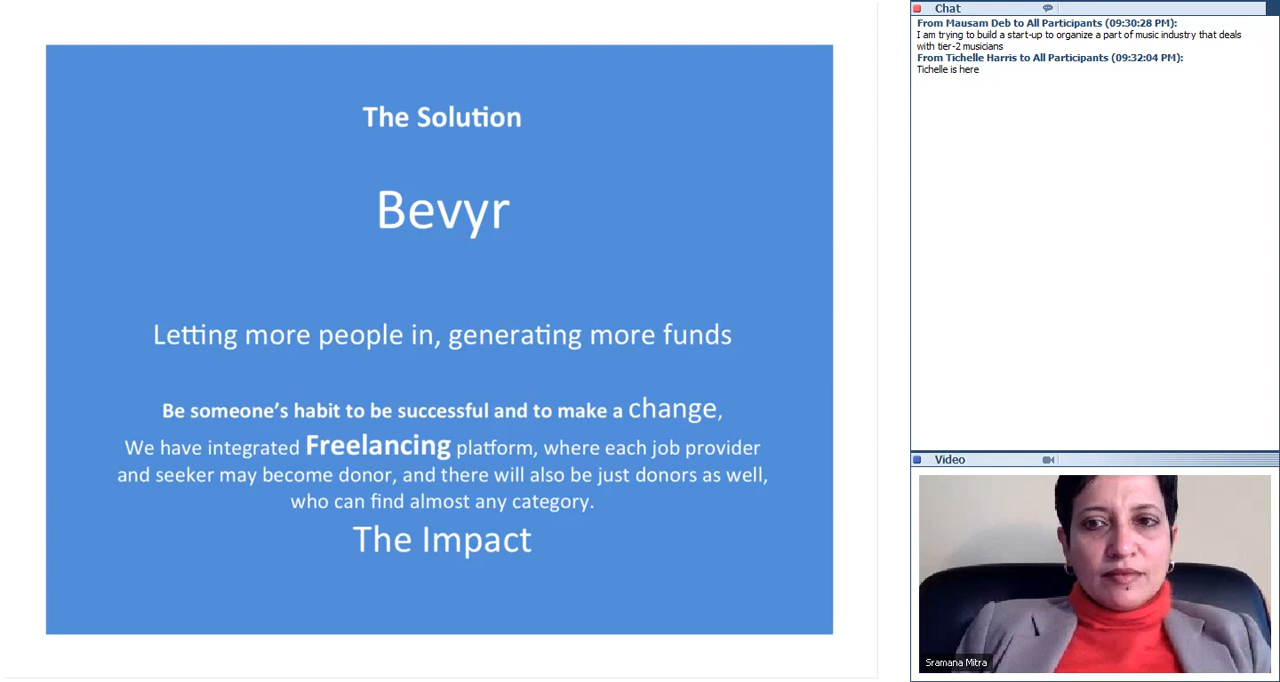 The Solution
Bevyr
Letting more people in, generating more funds
Be someone's habit to be successful and to make a change,
We have integrated Freelancing platform, where each job provider
and seeker may become donor, and there will also be just donors as well,
who can find almost any category.
The Impact
Chat
From Mausam Deb to All Participants (09:30:28 PM):
I am trying to build a start-up to organize a part of music industry that deals
with tier-2 musicians
From Tichelle Harris to All Participants (09:32:04 PM):
Tichelle is here
Video
Sramana Mitra